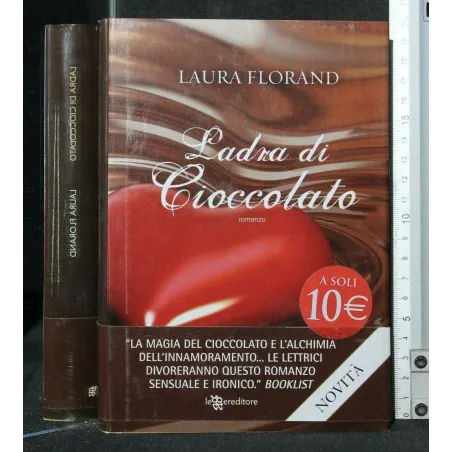 LAURA FLORAND
Ladra di
Cioccolato
romanzo
A SOLI
10€
"LA MAGIA DEL CIOCCOLATO E L'ALCHIMIA
DELL'INNAMORAMENTO... LE LETTRICI
DIVORERANNO QUESTO ROMANZO
SENSUALE E IRONICO." BOOKLIST
NOVITÀ
LADRA DI CIOCCOLATO
LAURA FLORAND